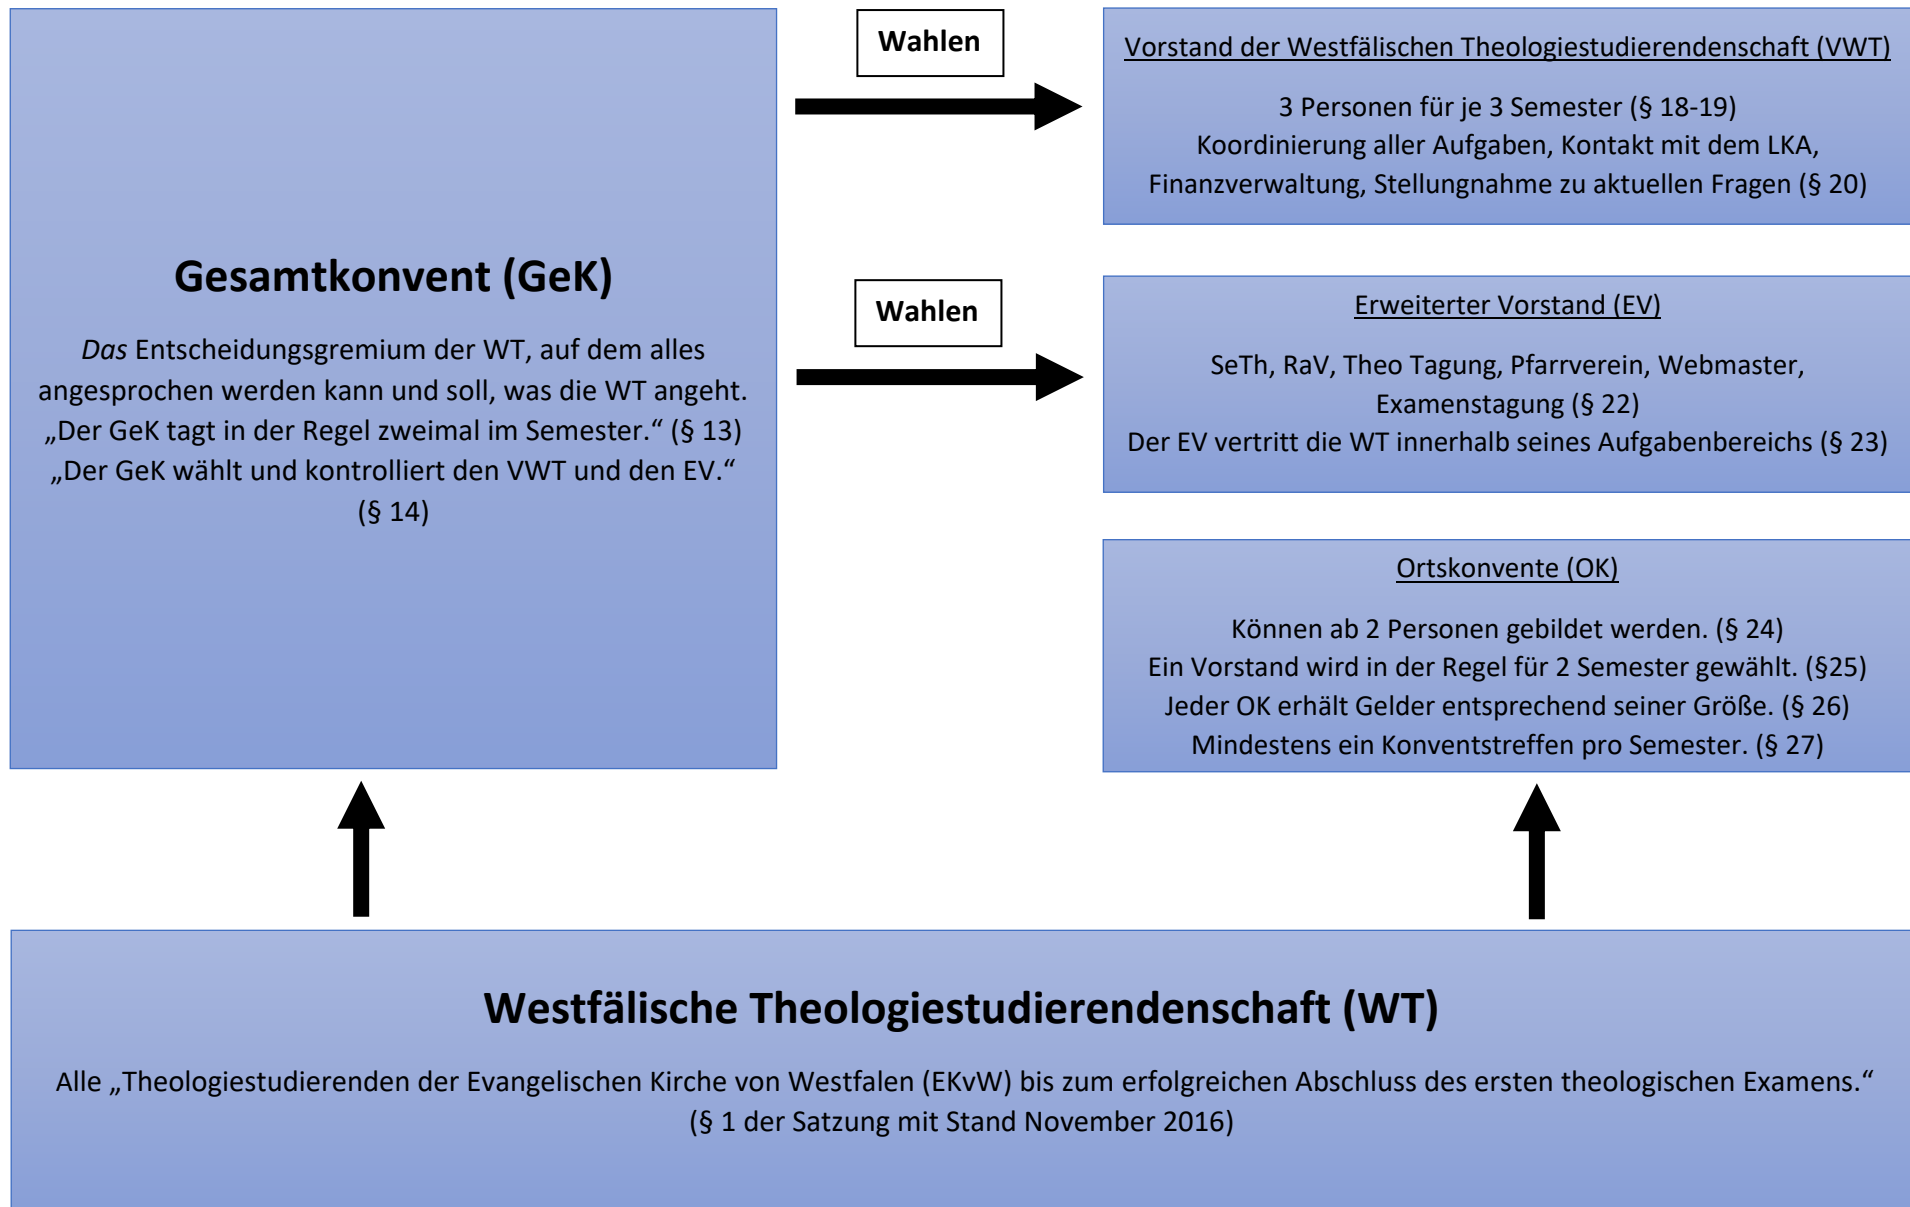 Gesamtkonvent (GeK)
Das Entscheidungsgremium der WT, auf dem alles
angesprochen werden kann und soll, was die WT angeht.
„Der GeK tagt in der Regel zweimal im Semester.“ (§ 13)
„Der GeK wählt und kontrolliert den VWT und den EV.“
(§ 14)
Wahlen
Vorstand der Westfälischen Theologiestudierendenschaft (VWT)
3 Personen für je 3 Semester (§ 18-19)
Koordinierung aller Aufgaben, Kontakt mit dem LKA,
Finanzverwaltung, Stellungnahme zu aktuellen Fragen (§ 20)
Wahlen
Erweiterter Vorstand (EV)
SeTh, RaV, Theo Tagung, Pfarrverein, Webmaster,
Examenstagung (§ 22)
Der EV vertritt die WT innerhalb seines Aufgabenbereichs (§ 23)
Ortskonvente (OK)
Können ab 2 Personen gebildet werden. (§ 24)
Ein Vorstand wird in der Regel für 2 Semester gewählt. (§25)
Jeder OK erhält Gelder entsprechend seiner Größe. (§ 26)
Mindestens ein Konventstreffen pro Semester. (§ 27)
Westfälische Theologiestudierendenschaft (WT)
Alle „Theologiestudierenden der Evangelischen Kirche von Westfalen (EKvW) bis zum erfolgreichen Abschluss des ersten theologischen Examens.“
(§ 1 der Satzung mit Stand November 2016)